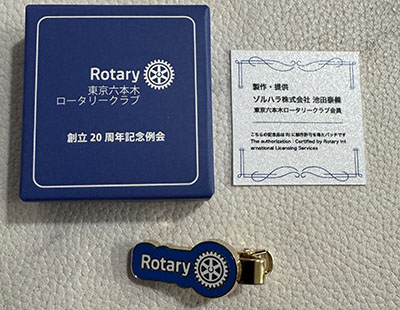 Rotary
東京六本木
ロータリークラブ
創立20周年記念例会
製作・提供
ゾルハラ株式会社 池田泰義
東京六本木ロータリークラブ会員
こちらの記念品は RI に製作許可を得たバッチです
The authorization : Certified by Rotary Int
ernational Licensing Services
Rotary